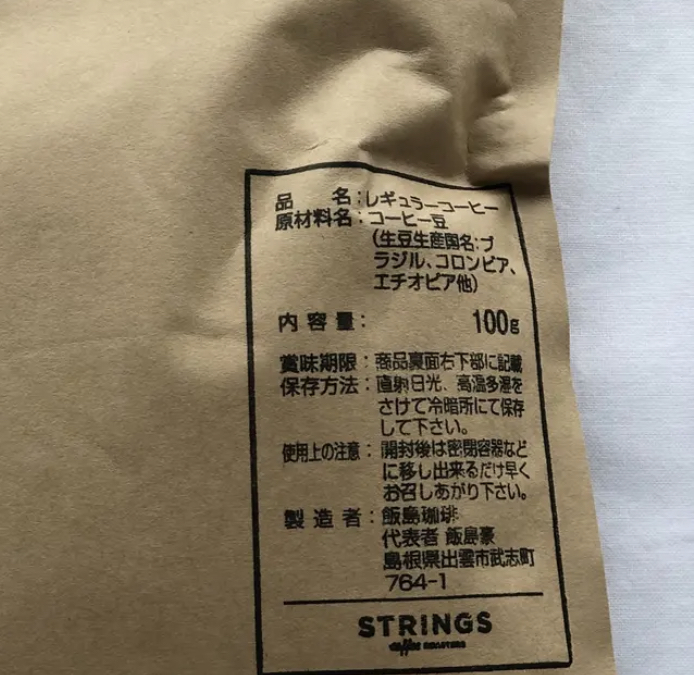 品名：レギュラーコーヒー
原材料名：コーヒー豆
（生豆生産国名：ブ
ラジル、コロンビア、
エチオピア他）
内容量： 100g
賞味期限：商品裏面右下部に記載
保存方法：直射日光、高温多湿を
さけて冷暗所にて保存
して下さい。
使用上の注意：開封後は密閉容器など
に移し出来るだけ早く
お召しあがり下さい。
製造者：飯島珈琲
代表者 飯島豪
島根県出雲市武志町
764-1
STRINGS
coffee ROASTERS